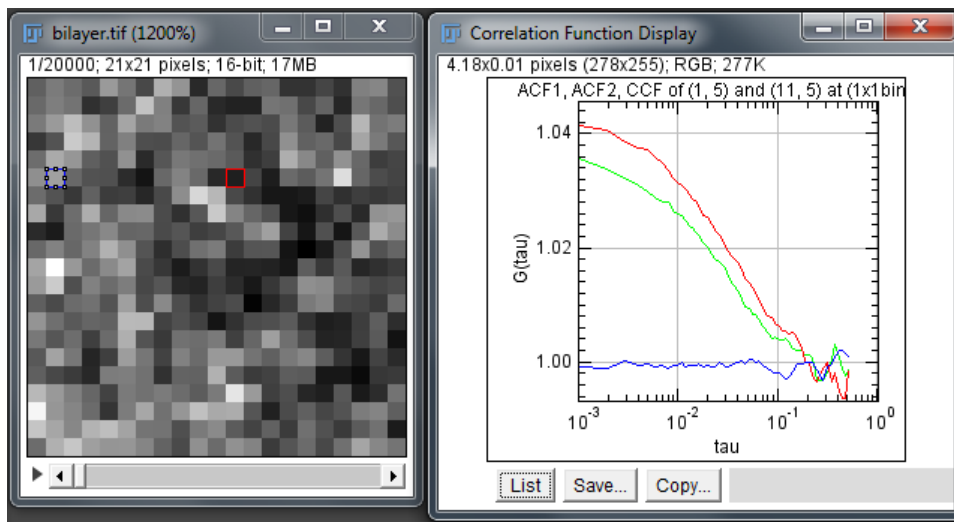 bilayer.tif (1200%)
1/20000; 21x21 pixels; 16-bit; 17MB
Correlation Function Display
4.18x0.01 pixels (278x255); RGB; 277K
ACF1, ACF2, CCF of (1, 5) and (11, 5) at (1x1bin
1.04
1.02
1.00
G(tau)
10-3
10-2
10-1
100
tau
List
Save...
Copy...